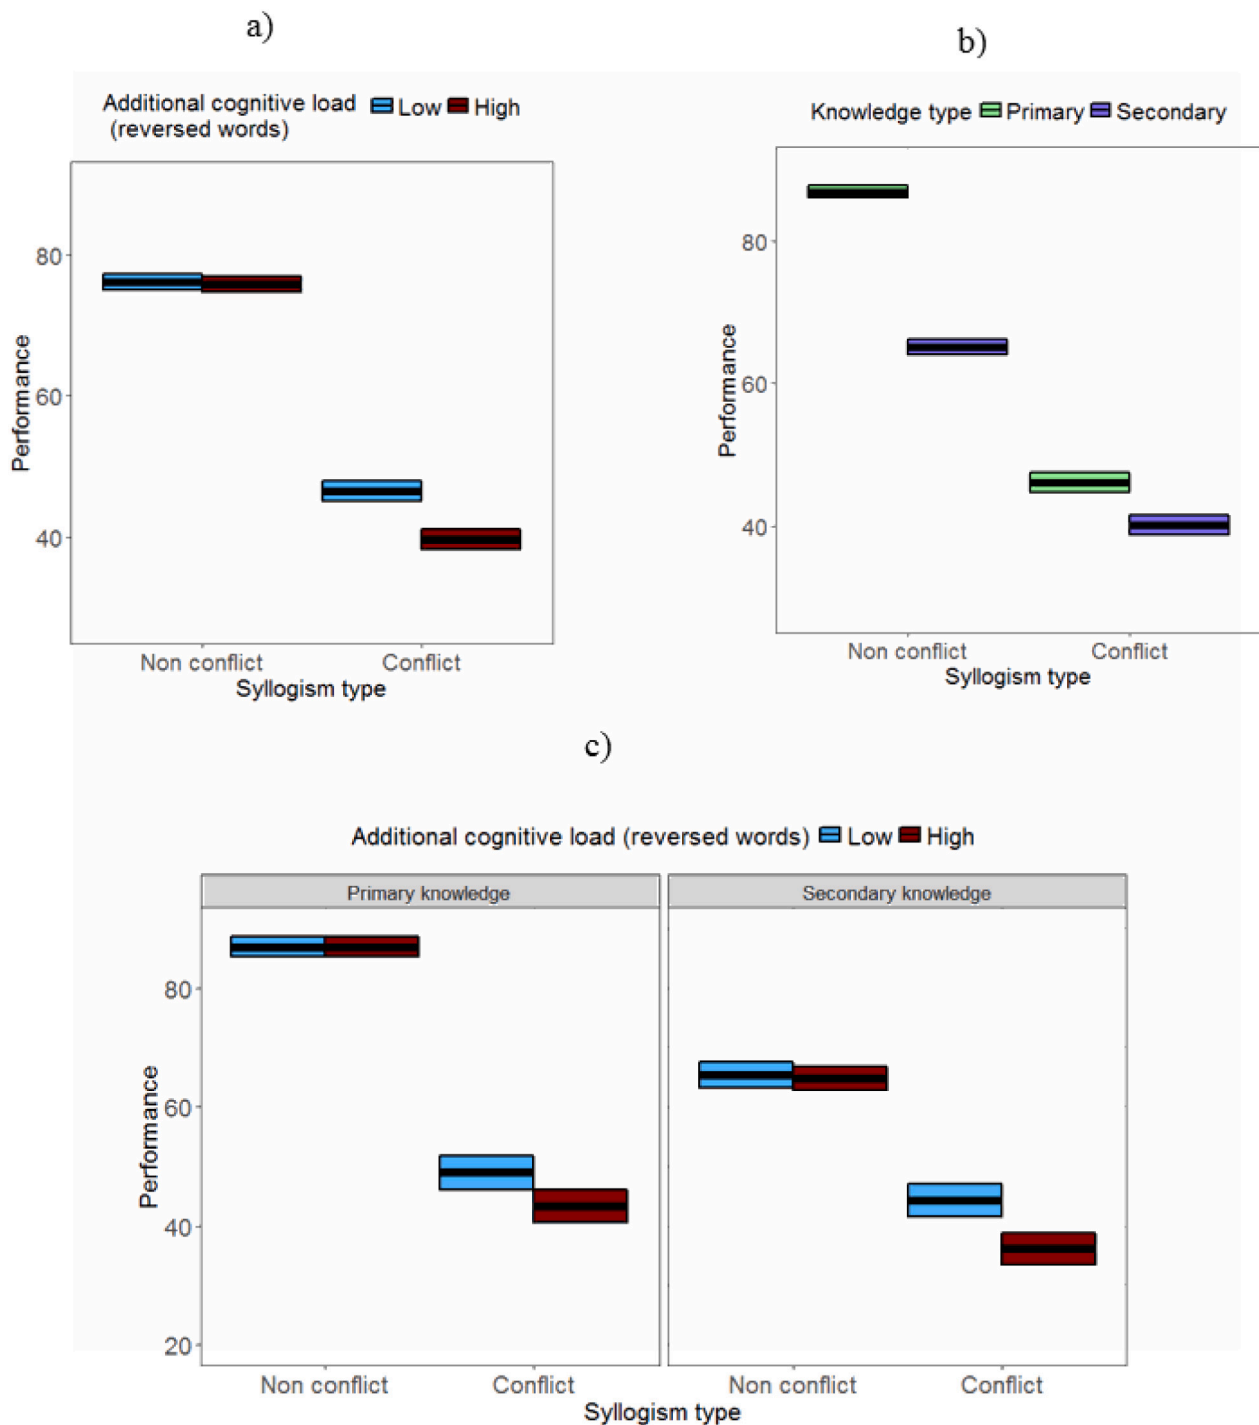 a)
Additional cognitive load
(reversed words)
Low
High
80
60
40
Performance
Non conflict
Conflict
Syllogism type
b)
Knowledge type
Primary
Secondary
80
60
40
Performance
Non conflict
Conflict
Syllogism type
c)
Additional cognitive load (reversed words)
Low
High
Primary knowledge
Secondary knowledge
80
60
40
20
Performance
Non conflict
Conflict
Non conflict
Conflict
Syllogism type